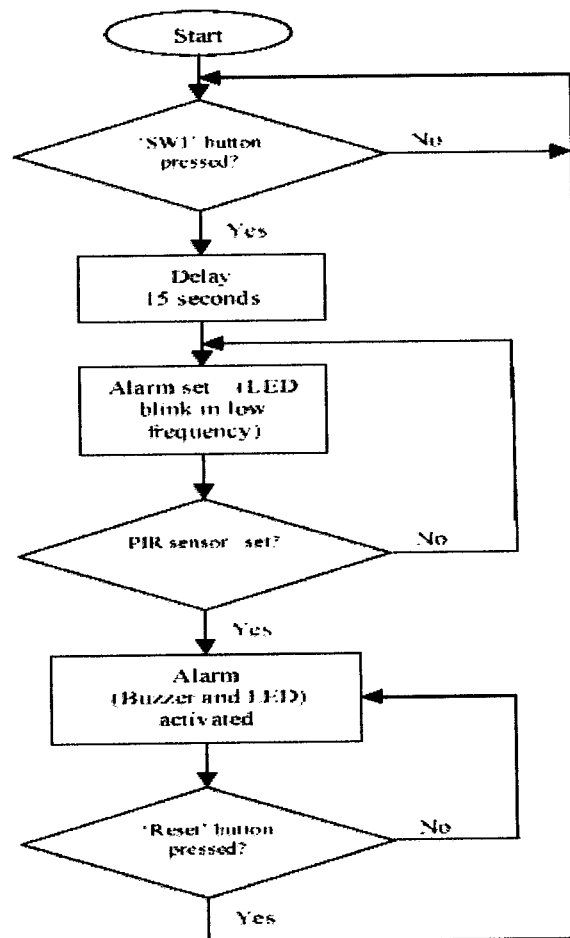 Start
'SW1' button
pressed?
No
Yes
Delay
15 seconds
Alarm set (LED
blink in low
frequency)
PIR sensor set?
No
Yes
Alarm
(Buzzer and LED)
activated
'Reset' button
pressed?
No
Yes